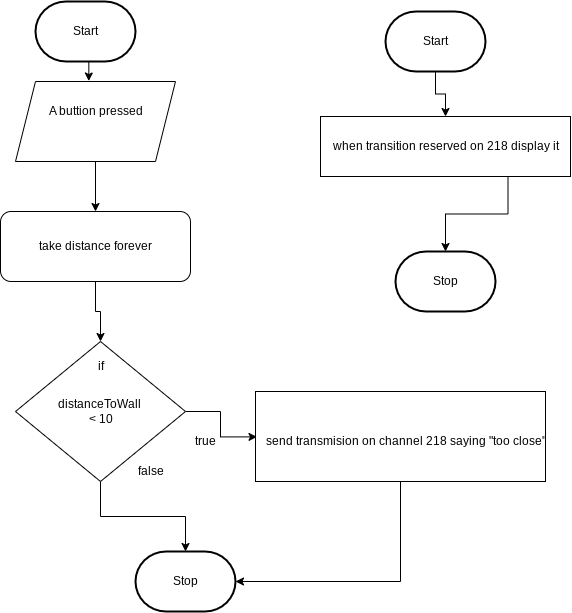 Start
A buttion pressed
take distance forever
if
distanceToWall
< 10
true
false
send transmision on channel 218 saying "too close"
Stop
Start
when transition reserved on 218 display it
Stop